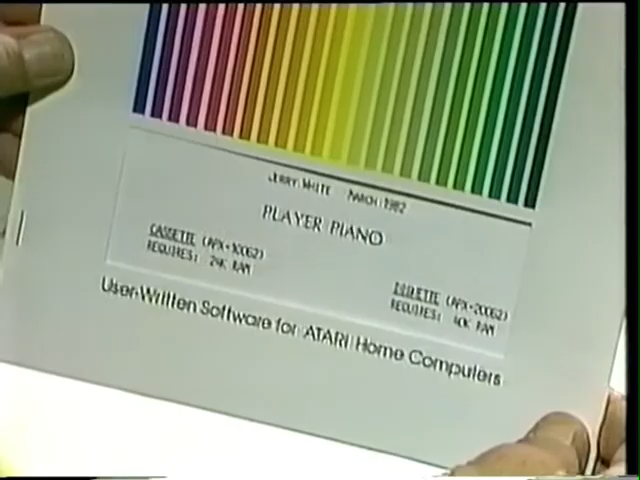 JERRY WHITE MARCH 1982
PLAYER PIANO
CASSETTE (APX-10062)
REQUIRES: 24K RAM
DISKETTE (APX-20062)
REQUIRES: 40K RAM
User-Written Software for ATARI Home Computers